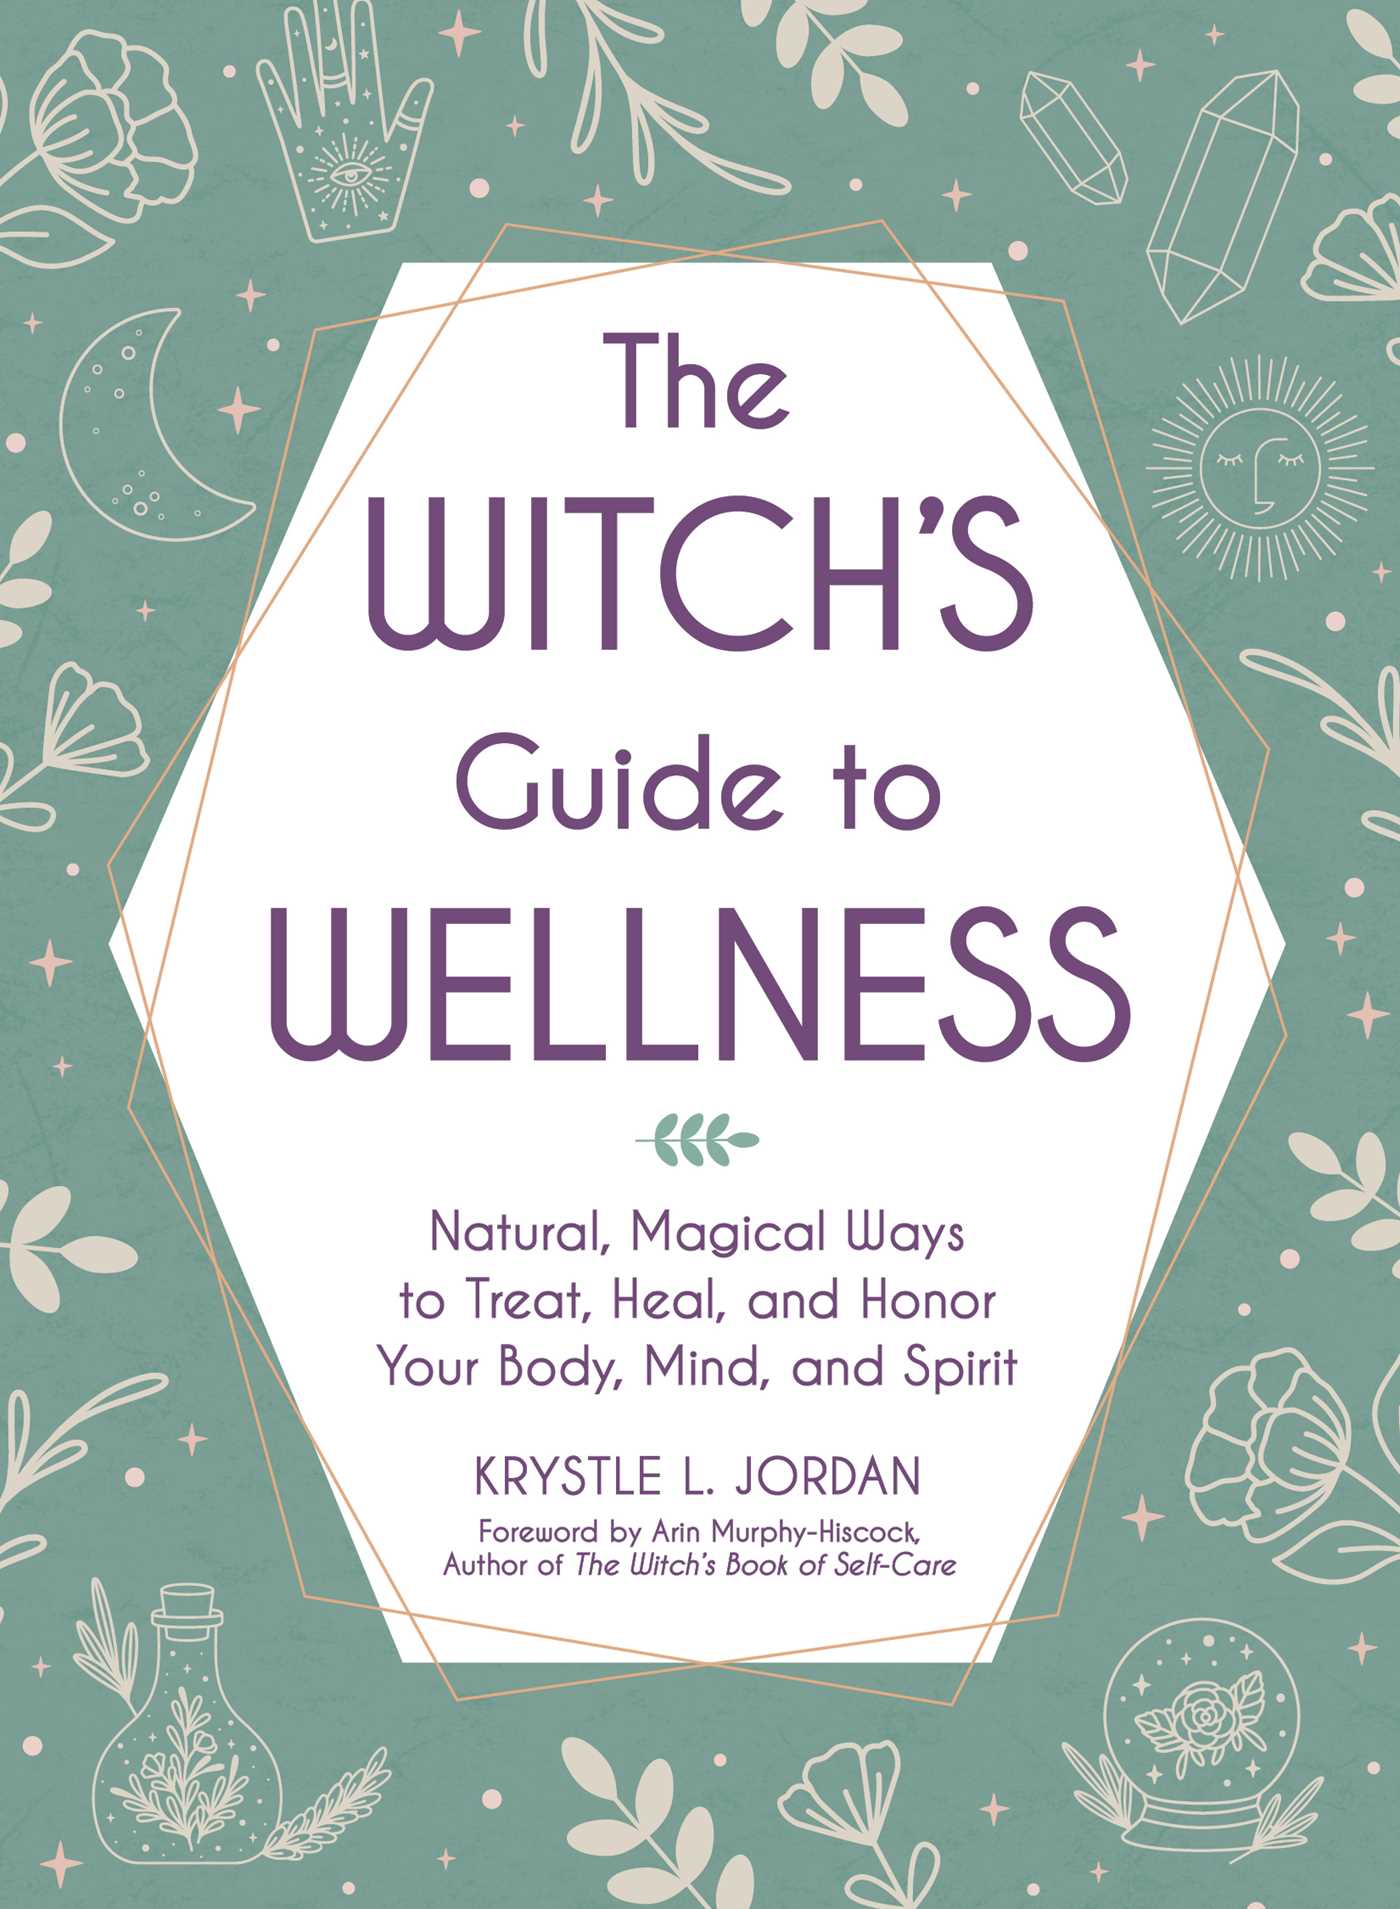 The
WITCH'S
Guide to
WELLNESS
Natural, Magical Ways
to Treat, Heal, and Honor
Your Body, Mind, and Spirit
KRYSTLE L. JORDAN
Foreword by Arin Murphy-Hiscock,
Author of The Witch's Book of Self-Care